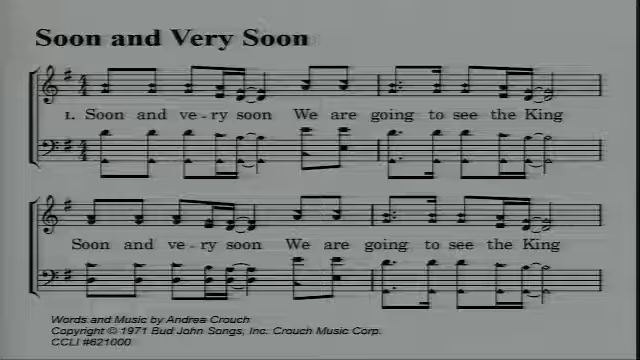 Soon and Very Soon
1. Soon and ve - ry soon We are going to see the King
Soon and ve - ry soon We are going to see the King
Words and Music by Andrea Crouch
Copyright © 1971 Bud John Songs, Inc. Crouch Music Corp.
CCLI #621000